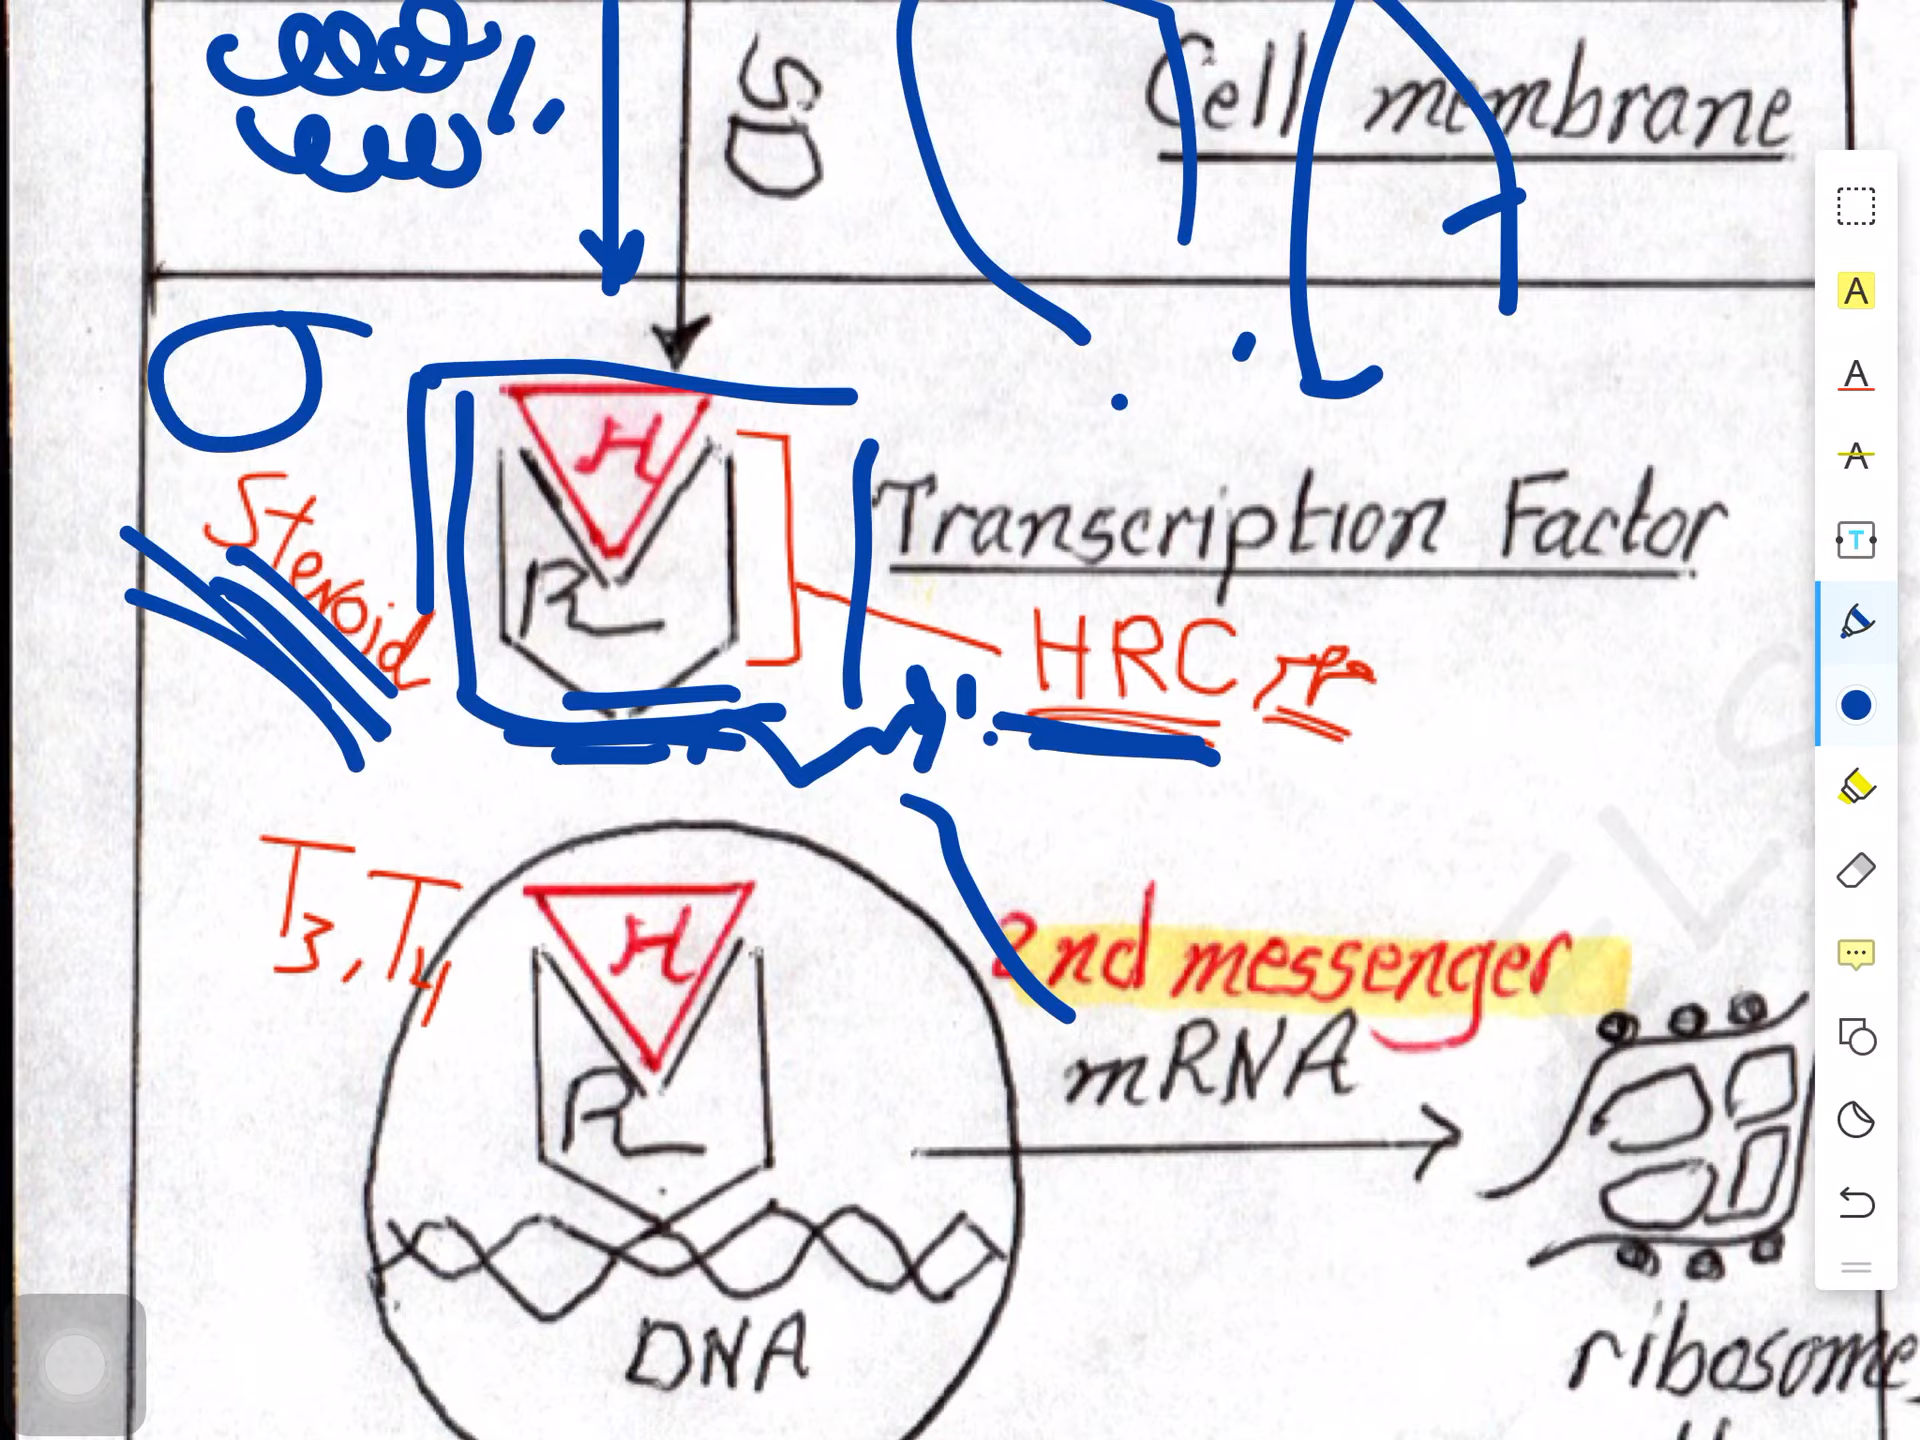 Cell membrane
H
Transcription Factor
Steroid
R
HRC
T3, T4
H
2nd messenger
mRNA
R
DNA
ribosome